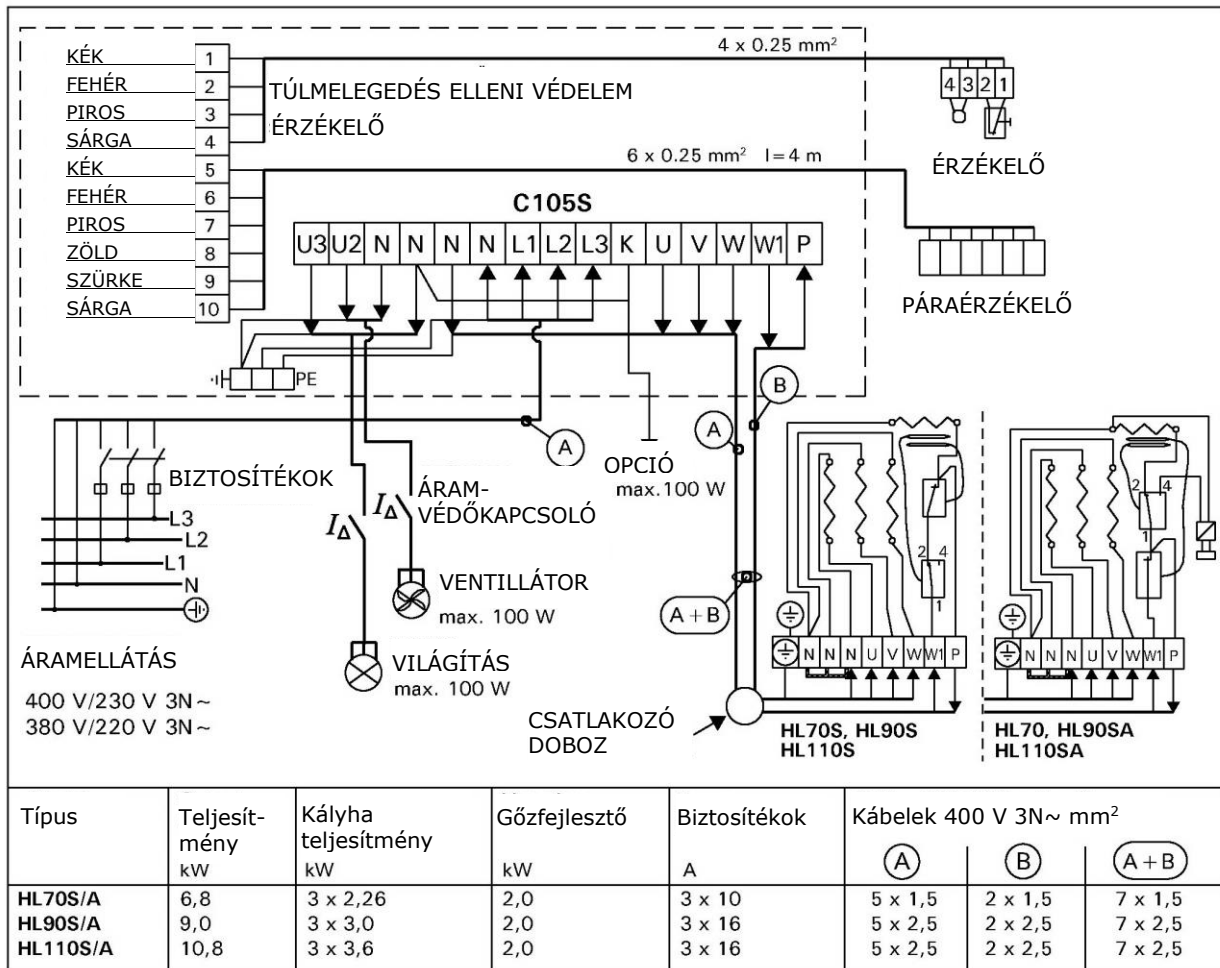 KÉK 1
FEHÉR 2
PIROS 3
SÁRGA 4
KÉK 5
FEHÉR 6
PIROS 7
ZÖLD 8
SZÜRKE 9
SÁRGA 10
TÚLMELEGEDÉS ELLENI VÉDELEM
ÉRZÉKELŐ
4 x 0.25 mm²
4 3 2 1
ÉRZÉKELŐ
6 x 0.25 mm² l=4 m
PÁRAÉRZÉKELŐ
C105S
U3 U2 N N N N L1 L2 L3 K U V W W1 P
PE
A
B
A
BIZTOSÍTÉKOK
L3
L2
L1
N
ÁRAMELLÁTÁS
400 V/230 V 3N~
380 V/220 V 3N~
IΔ
IΔ
ÁRAM-
VÉDŐKAPCSOLÓ
VENTILLÁTOR
max. 100 W
VILÁGÍTÁS
max. 100 W
OPCIÓ
max.100 W
A+B
CSATLAKOZÓ
DOBOZ
2 4
1
N N N U V W W1 P
HL70S, HL90S
HL110S
2 4
1
N N N U V W W1 P
HL70, HL90SA
HL110SA
Típus Teljesít- Kályha Gőzfejlesztő Biztosítékok Kábelek 400 V 3N~ mm²
mény teljesítmény
kW kW kW A A B A+B
HL70S/A 6,8 3 x 2,26 2,0 3 x 10 5 x 1,5 2 x 1,5 7 x 1,5
HL90S/A 9,0 3 x 3,0 2,0 3 x 16 5 x 2,5 2 x 2,5 7 x 2,5
HL110S/A 10,8 3 x 3,6 2,0 3 x 16 5 x 2,5 2 x 2,5 7 x 2,5